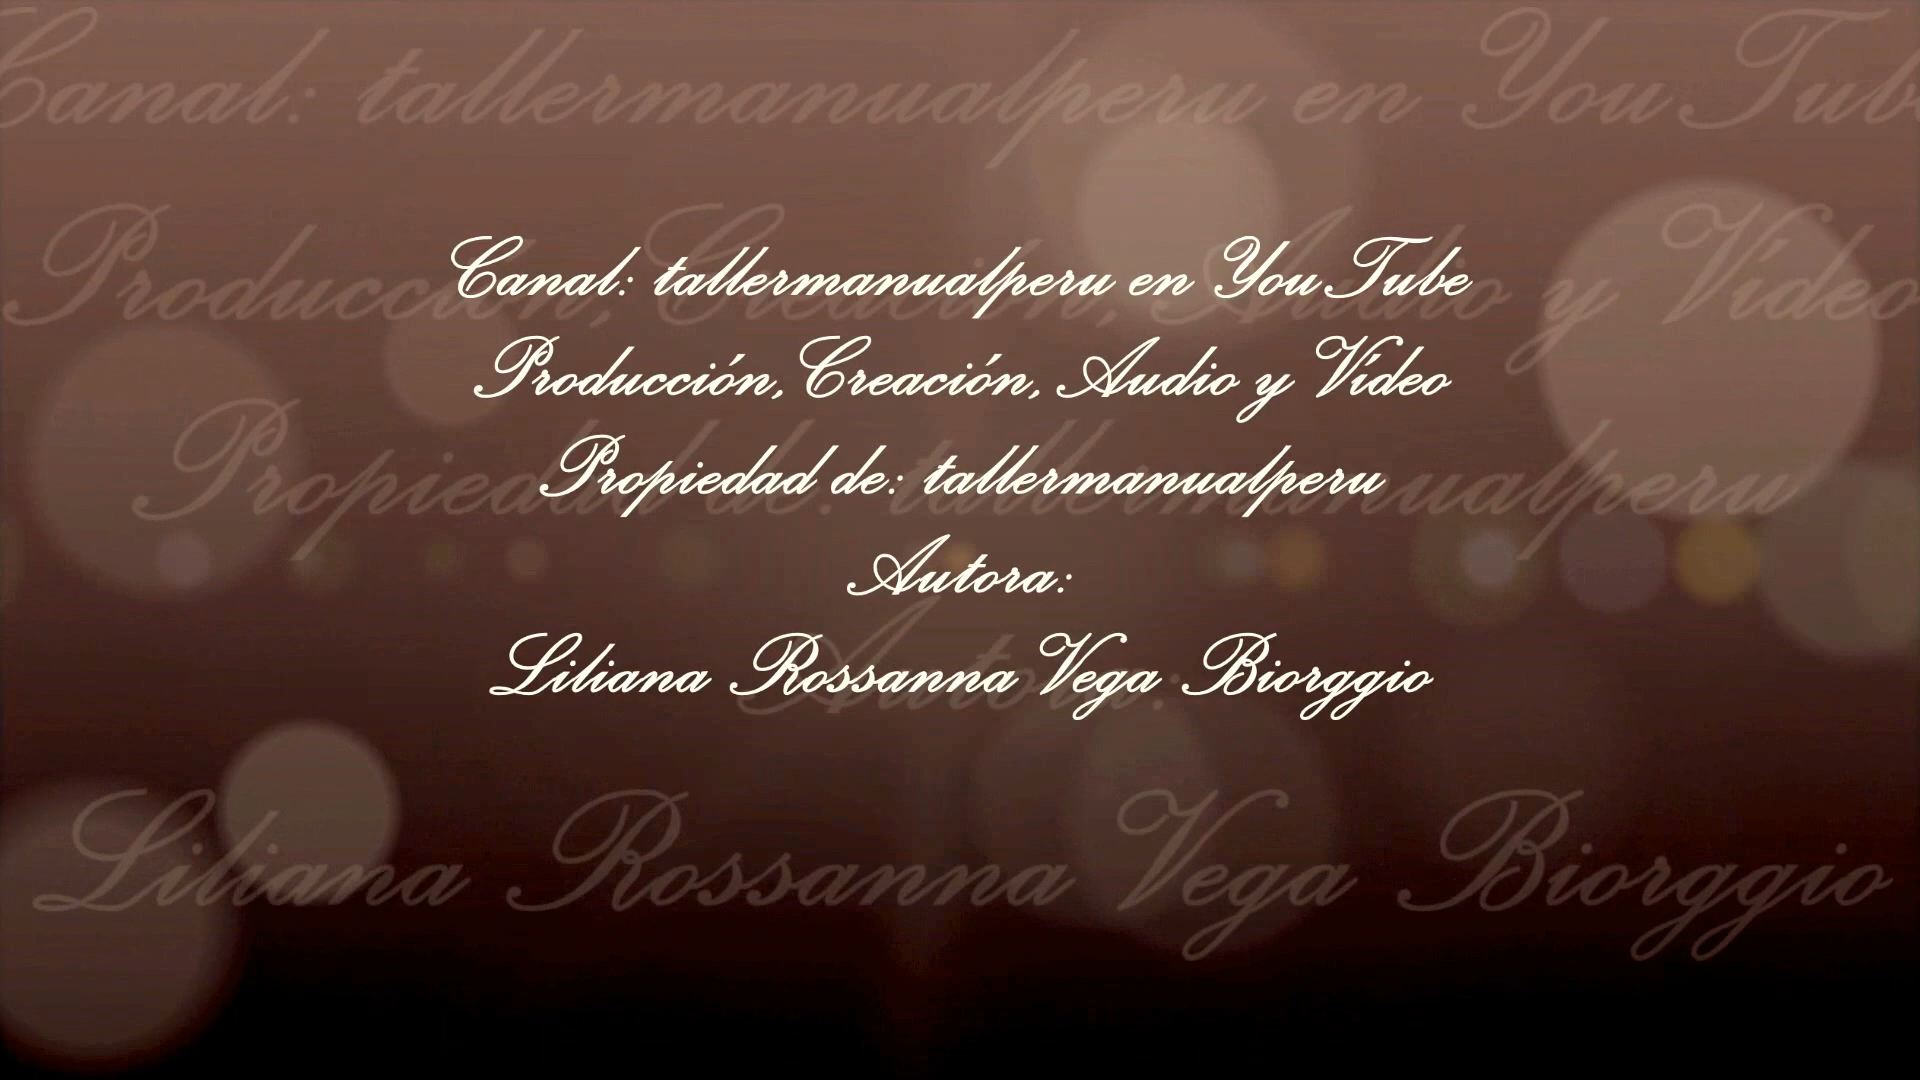 Canal: tallermanualperu en YouTube
Producción, Creación, Audio y Vídeo
Propiedad de: tallermanualperu
Autora:
Liliana Rossanna Vega Biorggio